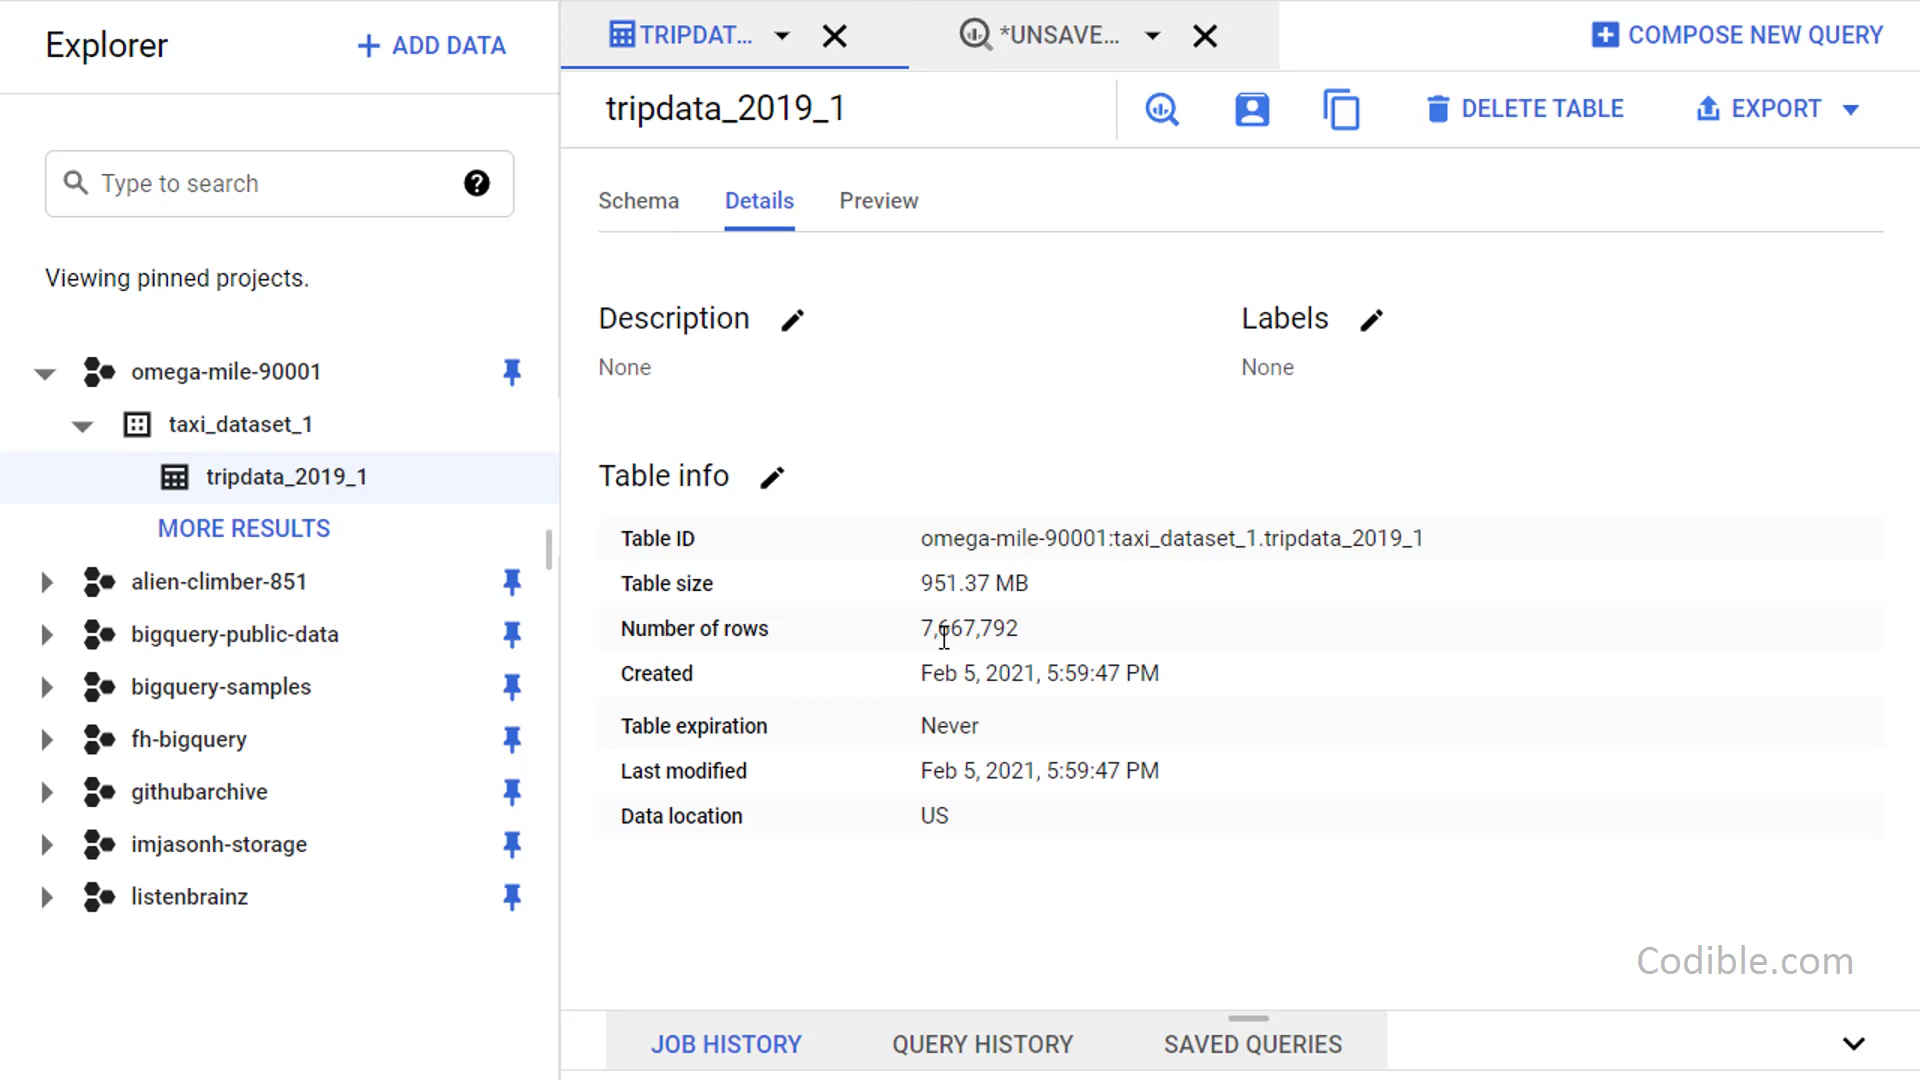 Explorer
ADD DATA
Type to search
Viewing pinned projects.
omega-mile-90001
taxi_dataset_1
tripdata_2019_1
MORE RESULTS
alien-climber-851
bigquery-public-data
bigquery-samples
fh-bigquery
githubarchive
imjasonh-storage
listenbrainz
TRIPDAT...
*UNSAVE...
COMPOSE NEW QUERY
tripdata_2019_1
DELETE TABLE
EXPORT
Schema
Details
Preview
Description
None
Labels
None
Table info
Table ID omega-mile-90001:taxi_dataset_1.tripdata_2019_1
Table size 951.37 MB
Number of rows 7,667,792
Created Feb 5, 2021, 5:59:47 PM
Table expiration Never
Last modified Feb 5, 2021, 5:59:47 PM
Data location US
Codible.com
JOB HISTORY
QUERY HISTORY
SAVED QUERIES